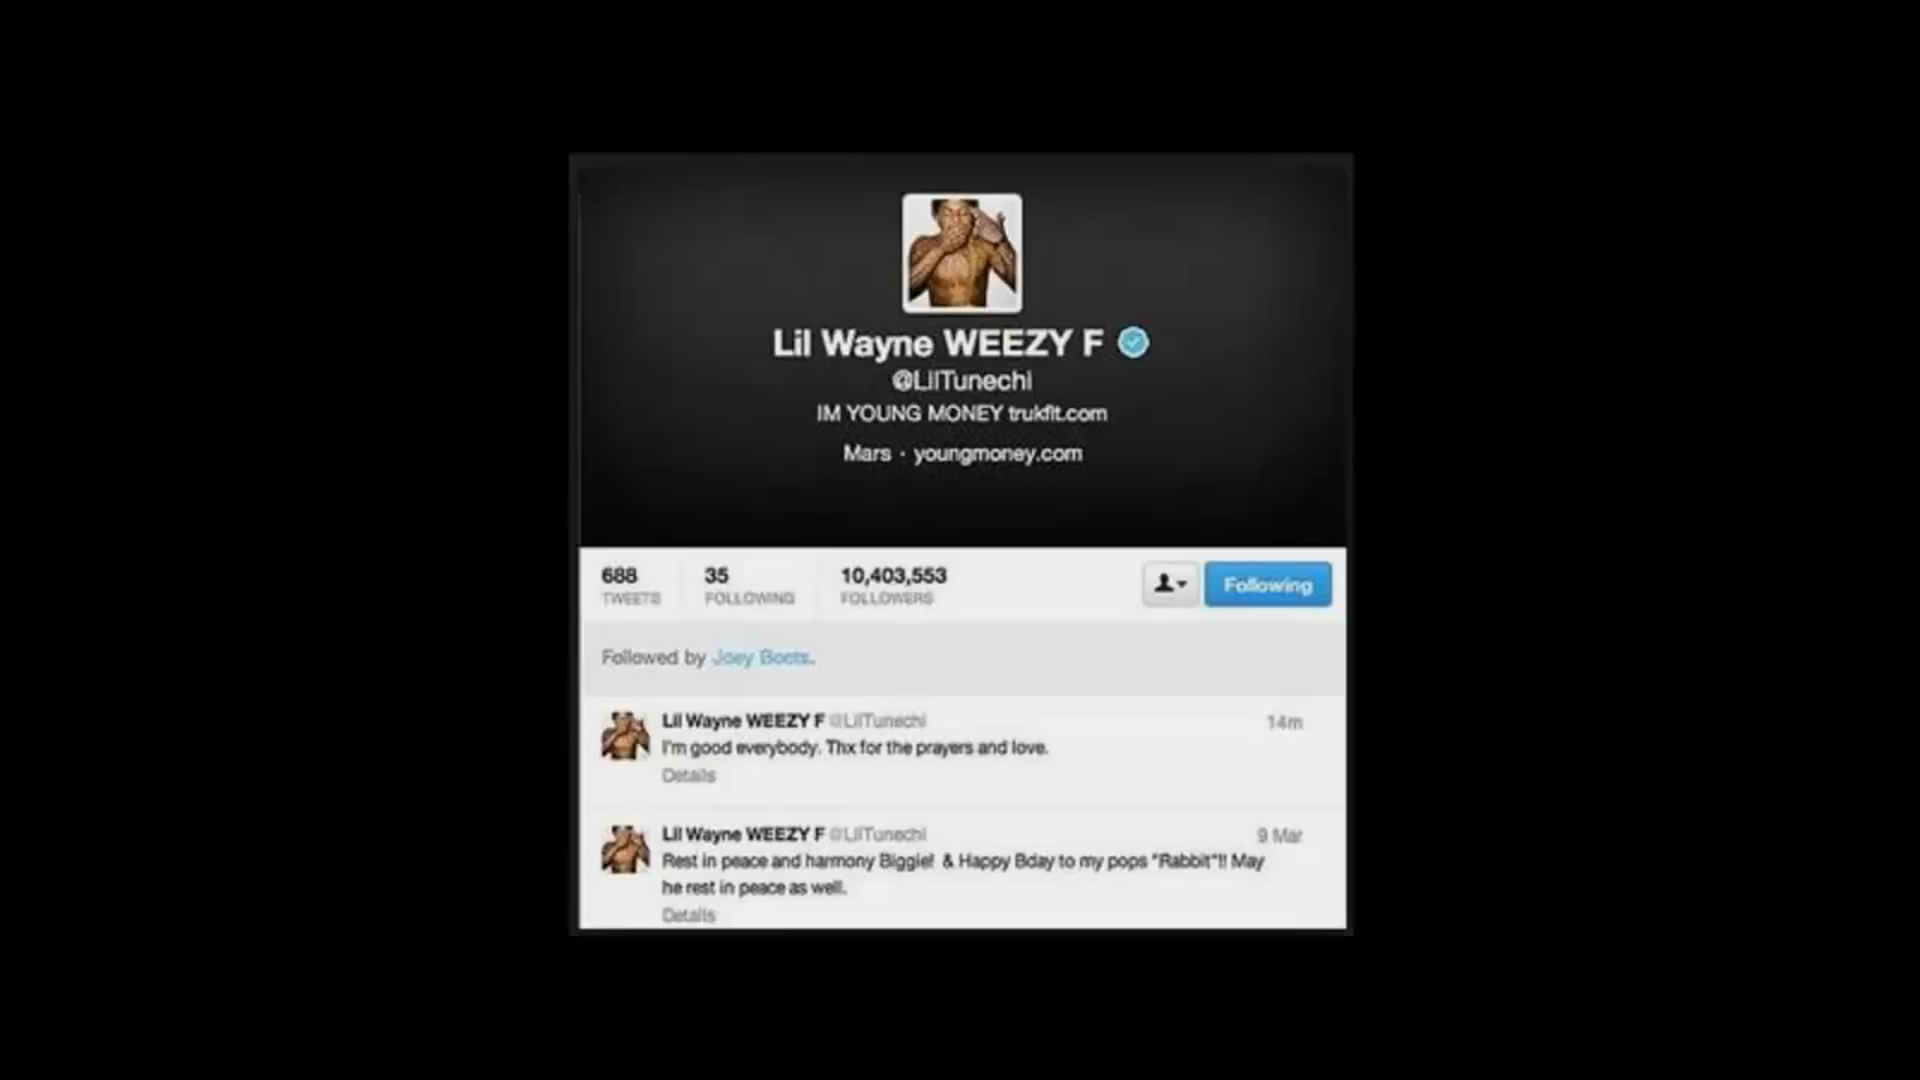 Lil Wayne WEEZY F
@LilTunechi
IM YOUNG MONEY trukfit.com
Mars · youngmoney.com
688
TWEETS
35
FOLLOWING
10,403,553
FOLLOWERS
Following
Followed by Joey Boots.
Lil Wayne WEEZY F @LilTunechi 14m
I'm good everybody. Thx for the prayers and love.
Details
Lil Wayne WEEZY F @LilTunechi 9 Mar
Rest in peace and harmony Biggie! & Happy Bday to my pops "Rabbit"!! May
he rest in peace as well.
Details